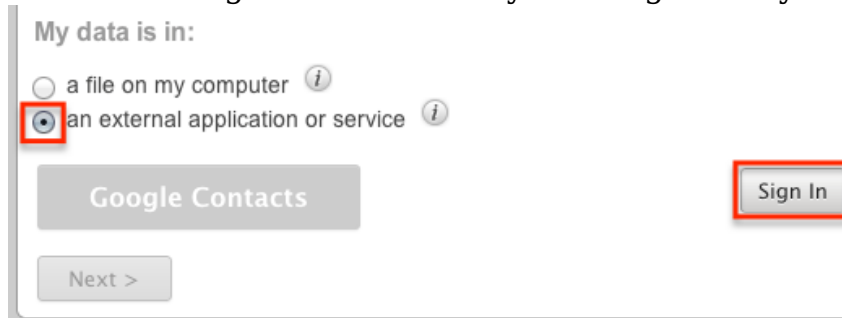 My data is in:
a file on my computer i
an external application or service i
Google Contacts
Sign In
Next >